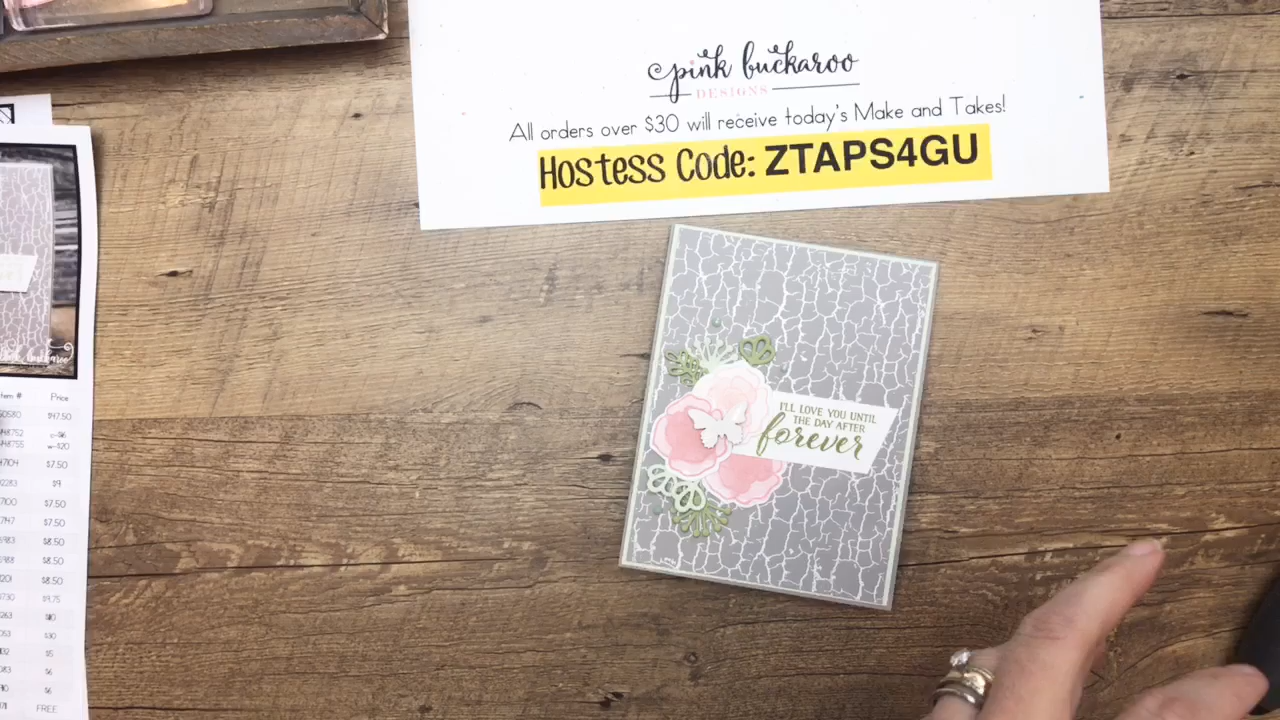 pink buckaroo
DESIGNS
All orders over $30 will receive today's Make and Takes!
Hostess Code: ZTAPS4GU
I'LL LOVE YOU UNTIL
THE DAY AFTER
forever
buckaroo
Item # Price
$47.50
$7.50
$9
$7.50
$7.50
$8.50
$8.50
$8.50
$9.75
$10
$30
$5
$6
$6
FREE